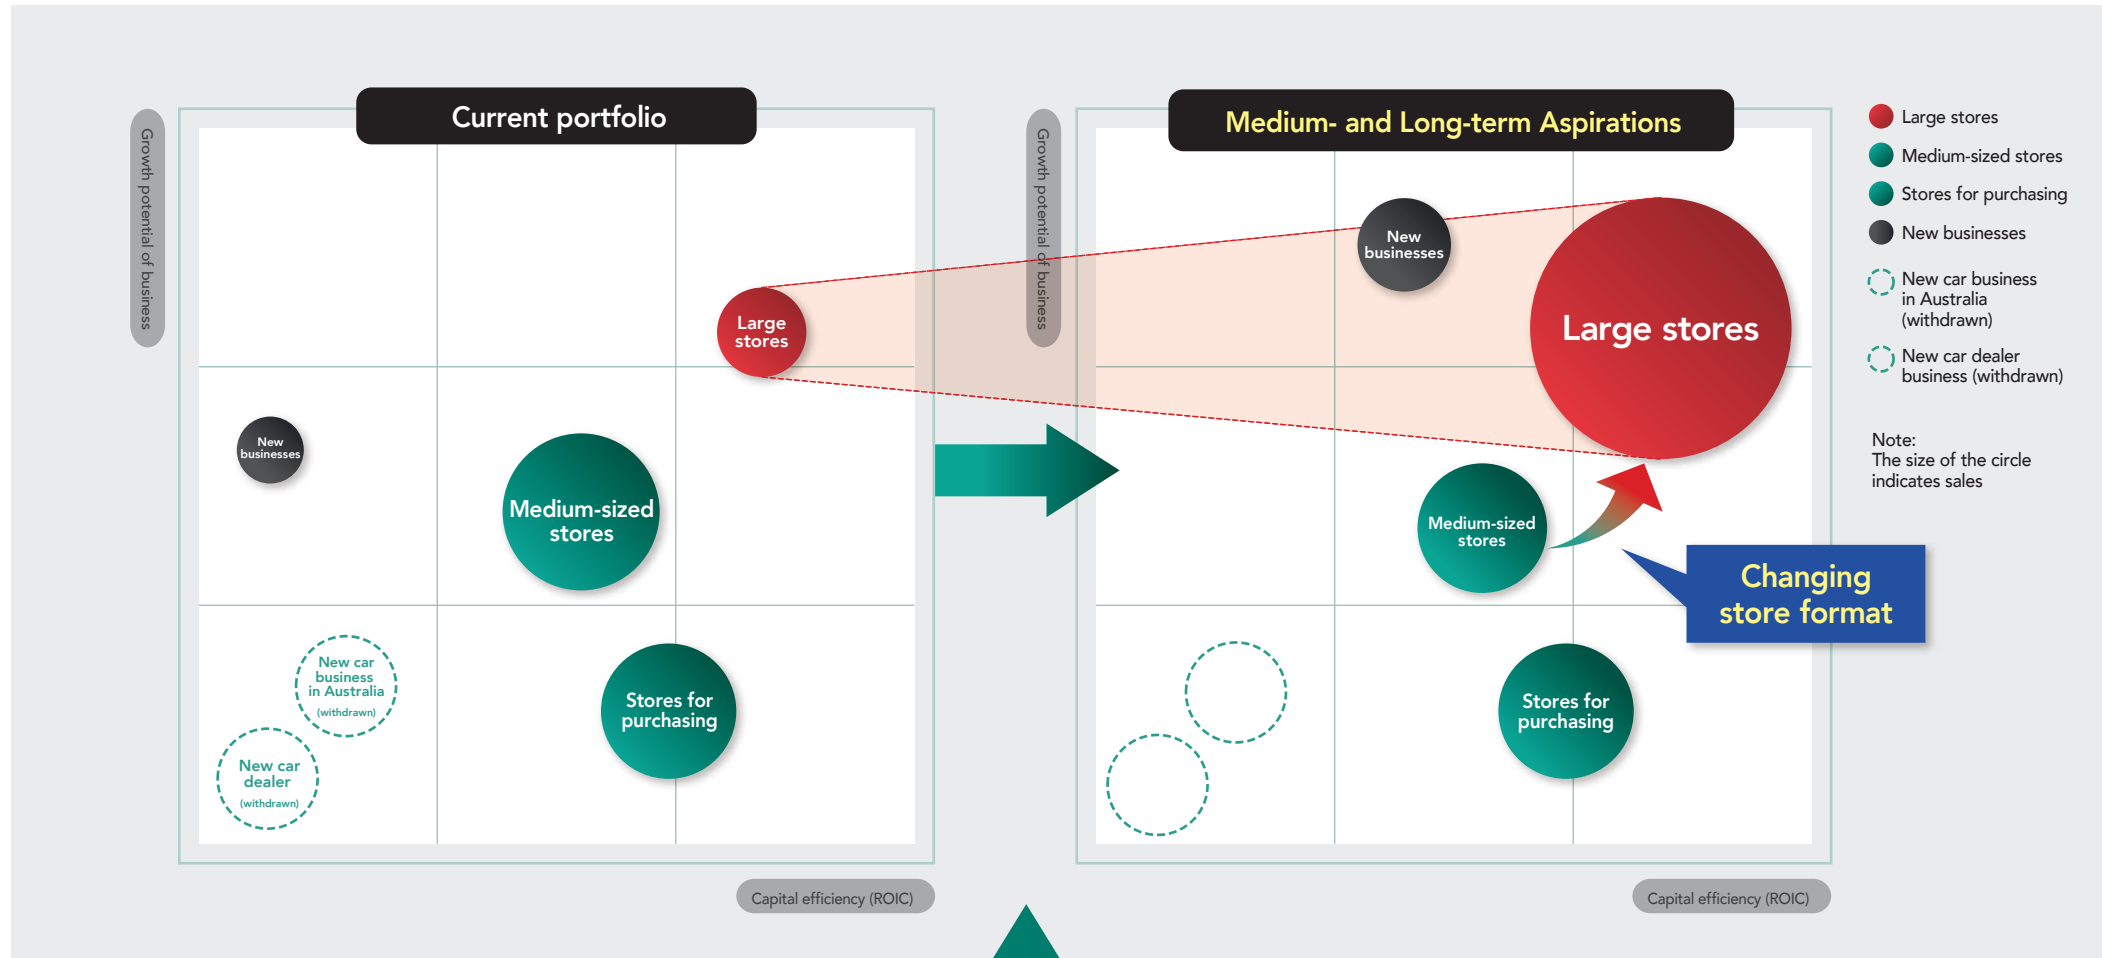 Current portfolio
Growth potential of business
Large
stores
New
businesses
Medium-sized
stores
New car
business
in Australia
(withdrawn)
Stores for
purchasing
New car
dealer
(withdrawn)
Capital efficiency (ROIC)
Medium- and Long-term Aspirations
Growth potential of business
New
businesses
Large stores
Medium-sized
stores
Changing
store format
Stores for
purchasing
Capital efficiency (ROIC)
Large stores
Medium-sized stores
Stores for purchasing
New businesses
New car business
in Australia
(withdrawn)
New car dealer
business (withdrawn)
Note:
The size of the circle
indicates sales